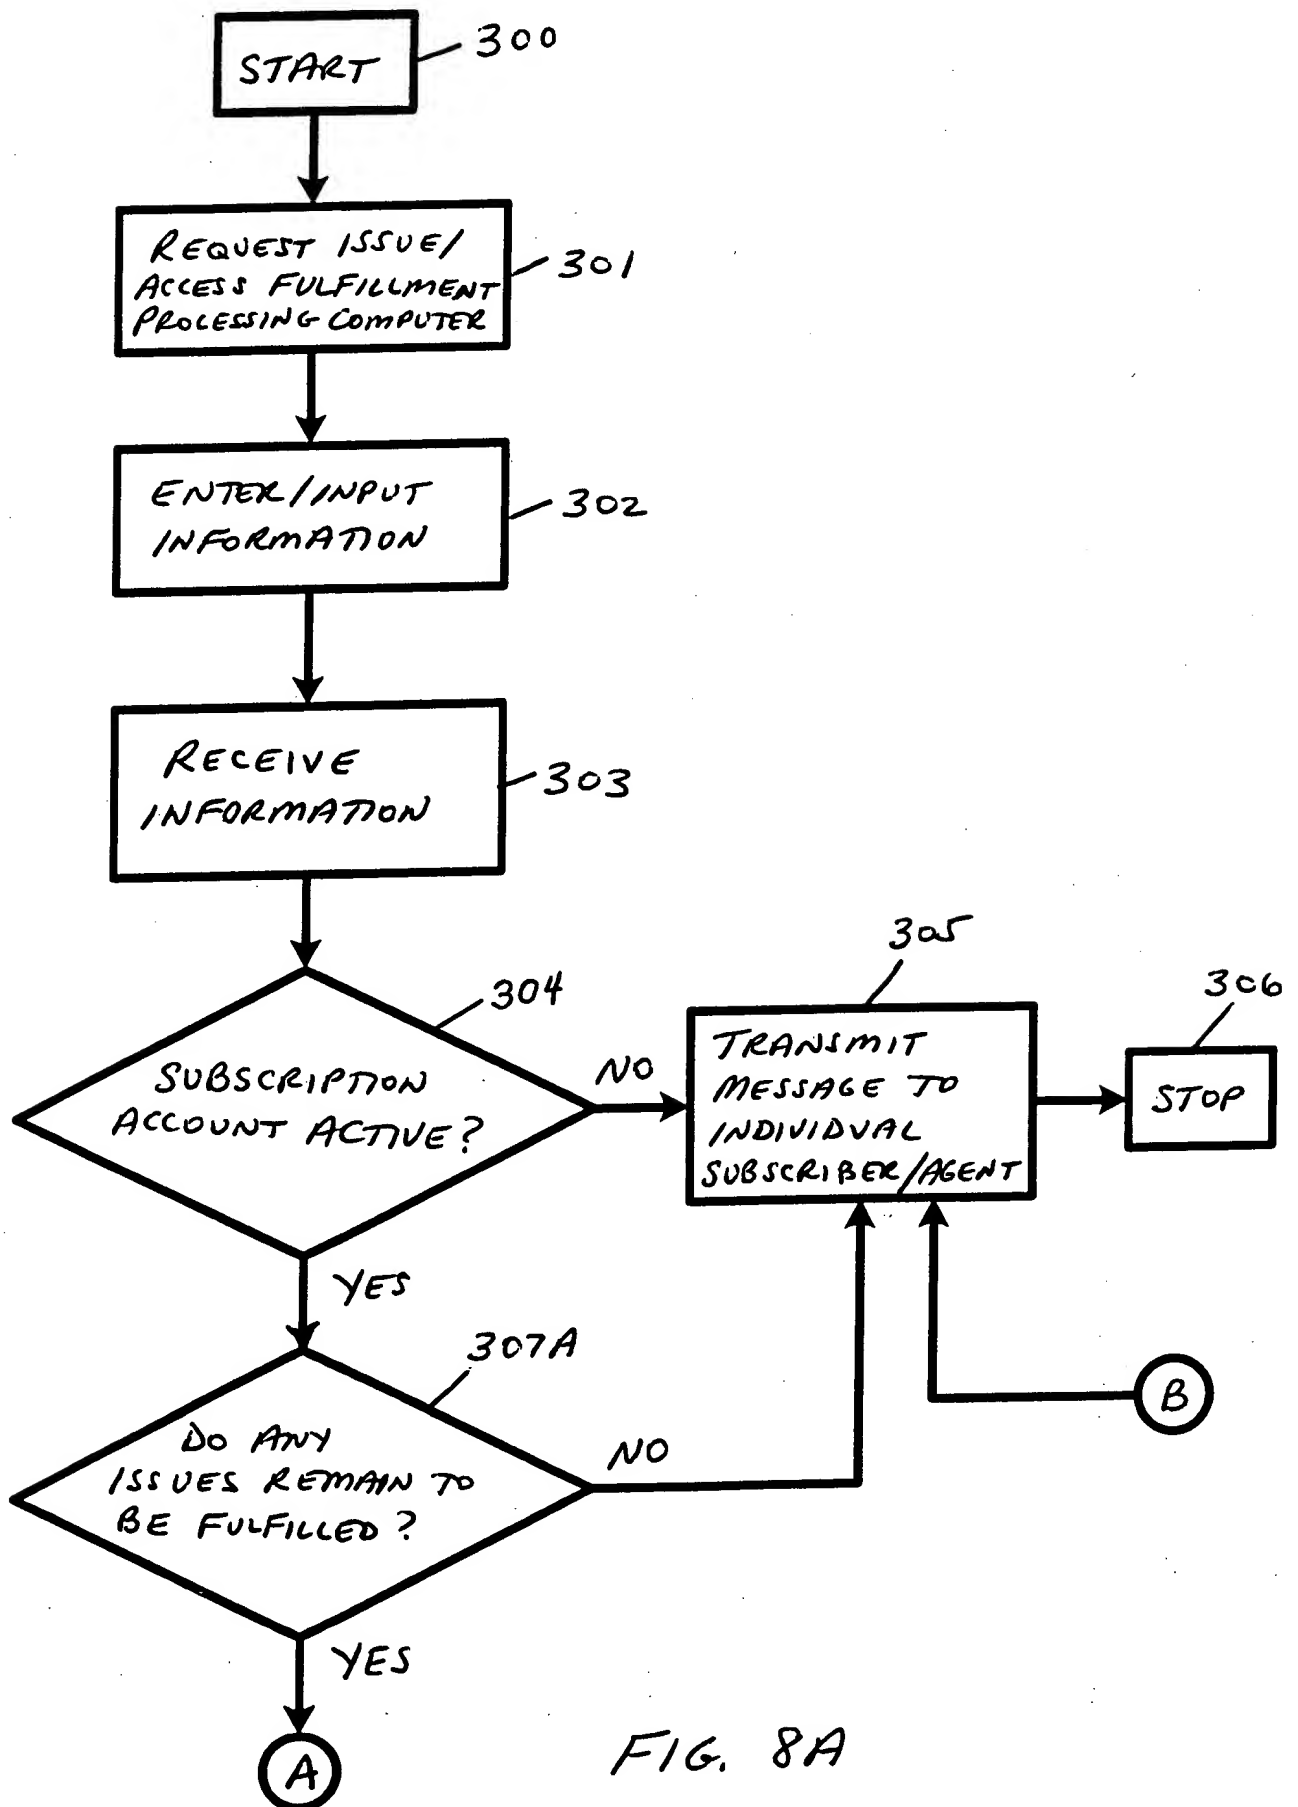 START
300
REQUEST ISSUE/
ACCESS FULFILLMENT
PROCESSING COMPUTER
301
ENTER/INPUT
INFORMATION
302
RECEIVE
INFORMATION
303
304
SUBSCRIPTION
ACCOUNT ACTIVE?
NO
305
TRANSMIT
MESSAGE TO
INDIVIDUAL
SUBSCRIBER/AGENT
306
STOP
YES
307A
DO ANY
ISSUES REMAIN TO
BE FULFILLED?
NO
B
YES
A
FIG. 8A